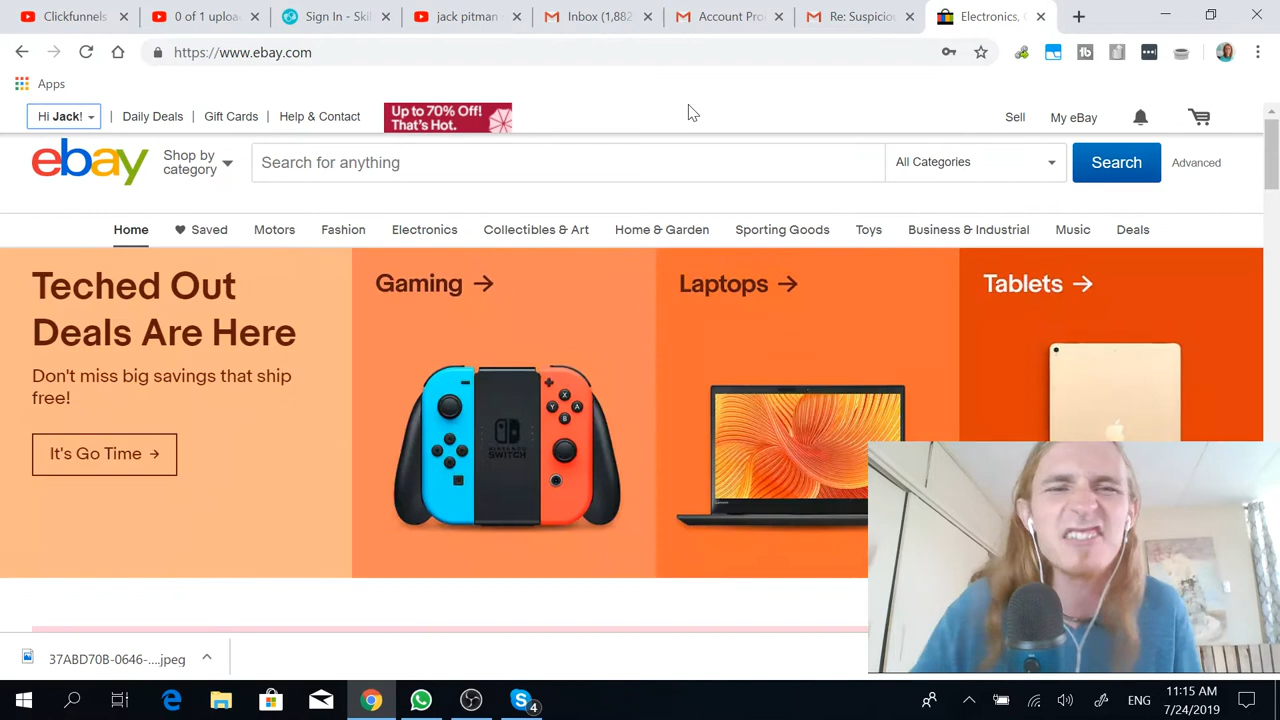 Clickfunnels
0 of 1 uploa
Sign In - Skil
jack pitman
Inbox (1,882
Account Pro
Re: Suspicio
Electronics, C
https://www.ebay.com
Apps
Hi Jack!
Daily Deals
Gift Cards
Help & Contact
Up to 70% Off!
That's Hot.
Sell
My eBay
ebay
Shop by
category
Search for anything
All Categories
Search
Advanced
Home
Saved
Motors
Fashion
Electronics
Collectibles & Art
Home & Garden
Sporting Goods
Toys
Business & Industrial
Music
Deals
Teched Out
Deals Are Here
Don't miss big savings that ship
free!
It's Go Time →
Gaming →
Laptops →
Tablets →
X
Y A
B
NINTENDO
SWITCH
37ABD70B-0646-....jpeg
4
ENG
11:15 AM
7/24/2019